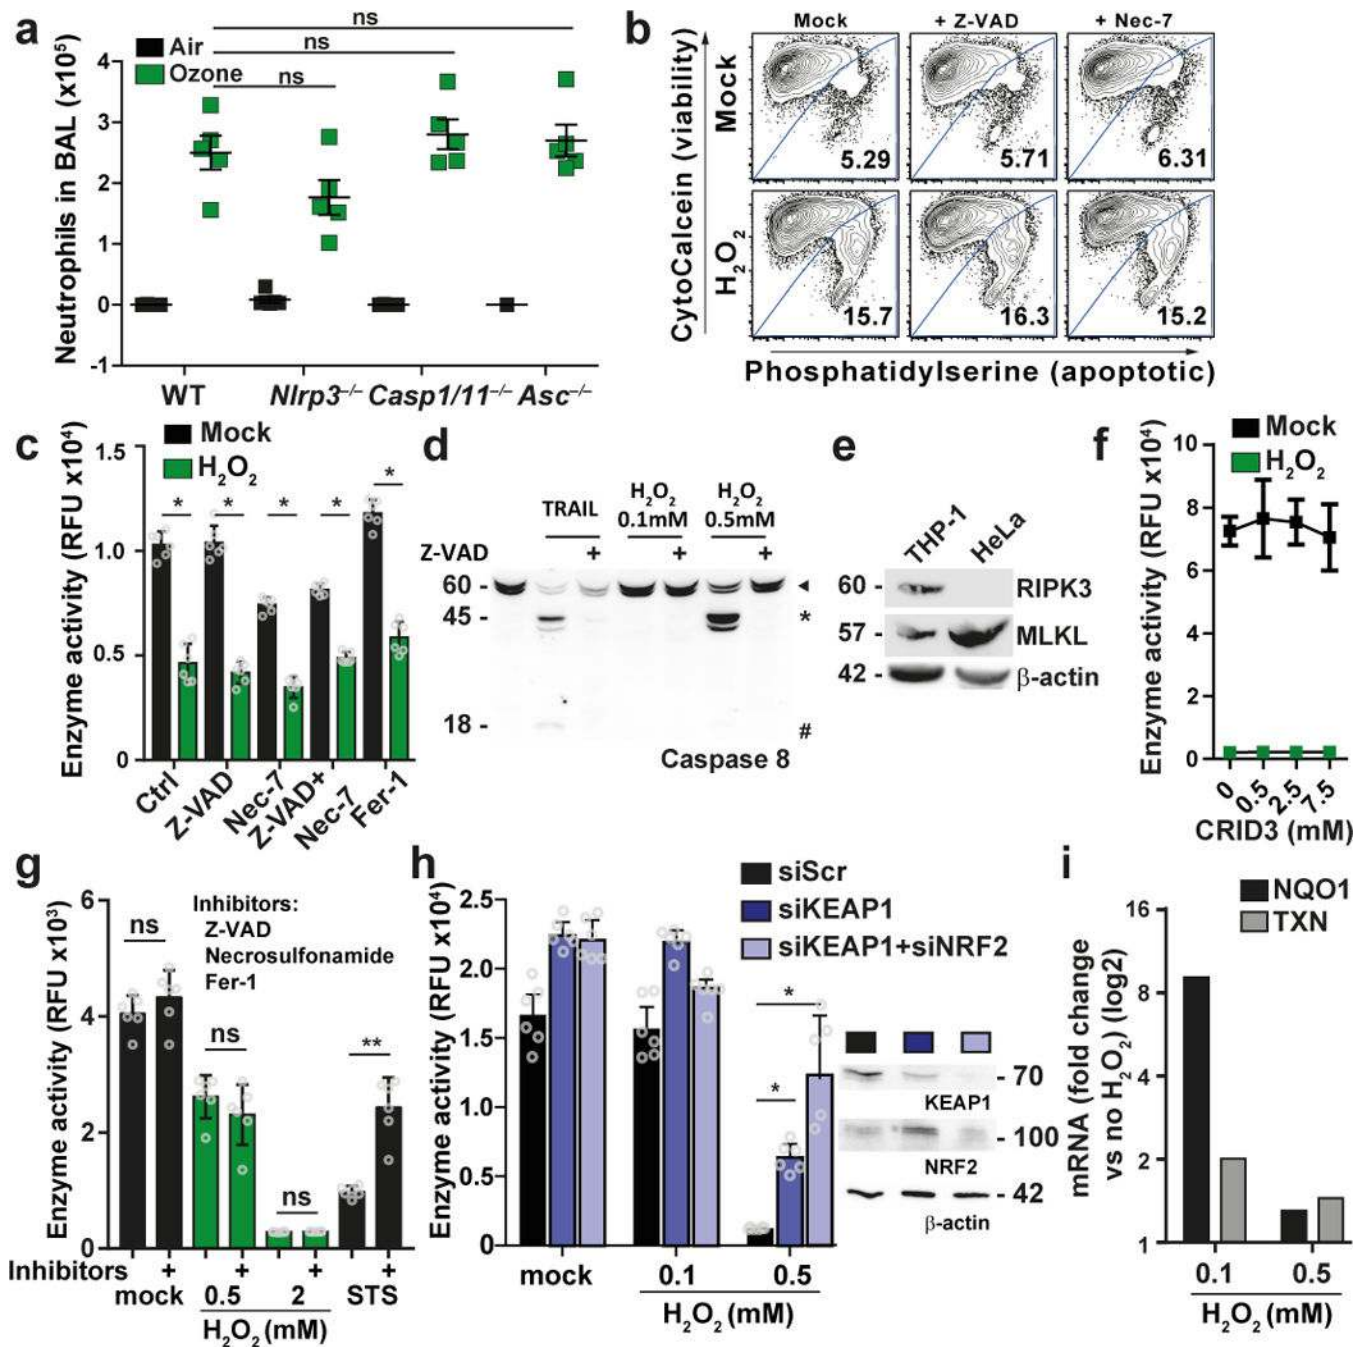 a
ns
ns
ns
Air
Ozone
Neutrophils in BAL (x10⁵)
4
3
2
1
0
-1
WT
Nlrp3⁻/⁻
Casp1/11⁻/⁻
Asc⁻/⁻
b
Mock
+ Z-VAD
+ Nec-7
CytoCalcein (viability)
Mock
5.29
5.71
6.31
H₂O₂
15.7
16.3
15.2
Phosphatidylserine (apoptotic)
c
Mock
H₂O₂
Enzyme activity (RFU x10⁴)
1.5
1.0
0.5
0
* * * * *
Ctrl
Z-VAD
Nec-7
Z-VAD+
Nec-7
Fer-1
d
TRAIL
H₂O₂
0.1mM
H₂O₂
0.5mM
Z-VAD
+ + +
60 -
45 -
*
18 -
#
Caspase 8
e
THP-1
HeLa
60 -
RIPK3
57 -
MLKL
42 -
β-actin
f
Mock
H₂O₂
Enzyme activity (RFU x10⁴)
10
8
6
4
2
0
0
0.5
2.5
7.5
CRID3 (mM)
g
Enzyme activity (RFU x10³)
6
4
2
0
Inhibitors:
Z-VAD
Necrosulfonamide
Fer-1
ns
ns
ns
**
Inhibitors + + + +
mock
0.5
2
STS
H₂O₂ (mM)
h
siScr
siKEAP1
siKEAP1+siNRF2
Enzyme activity (RFU x10⁴)
2.5
2.0
1.5
1.0
0.5
0
*
*
mock
0.1
0.5
H₂O₂ (mM)
- 70
KEAP1
- 100
NRF2
- 42
β-actin
i
NQO1
TXN
mRNA (fold change
vs no H₂O₂) (log2)
16
8
4
2
1
0.1
0.5
H₂O₂ (mM)